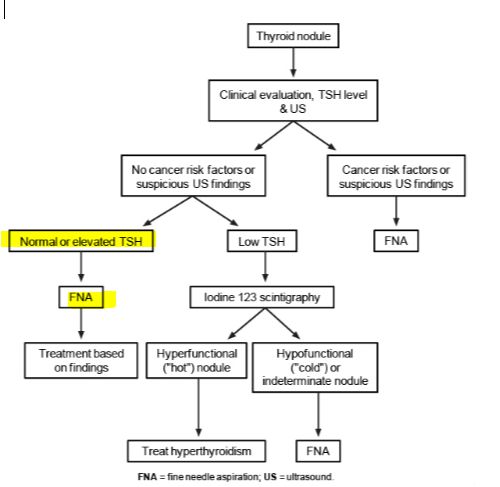 Thyroid nodule
Clinical evaluation, TSH level
& US
No cancer risk factors or
suspicious US findings
Cancer risk factors or
suspicious US findings
Normal or elevated TSH
Low TSH
FNA
FNA
Iodine 123 scintigraphy
Treatment based
on findings
Hyperfunctional
("hot") nodule
Hypofunctional
("cold") or
indeterminate nodule
Treat hyperthyroidism
FNA
FNA = fine needle aspiration; US = ultrasound.